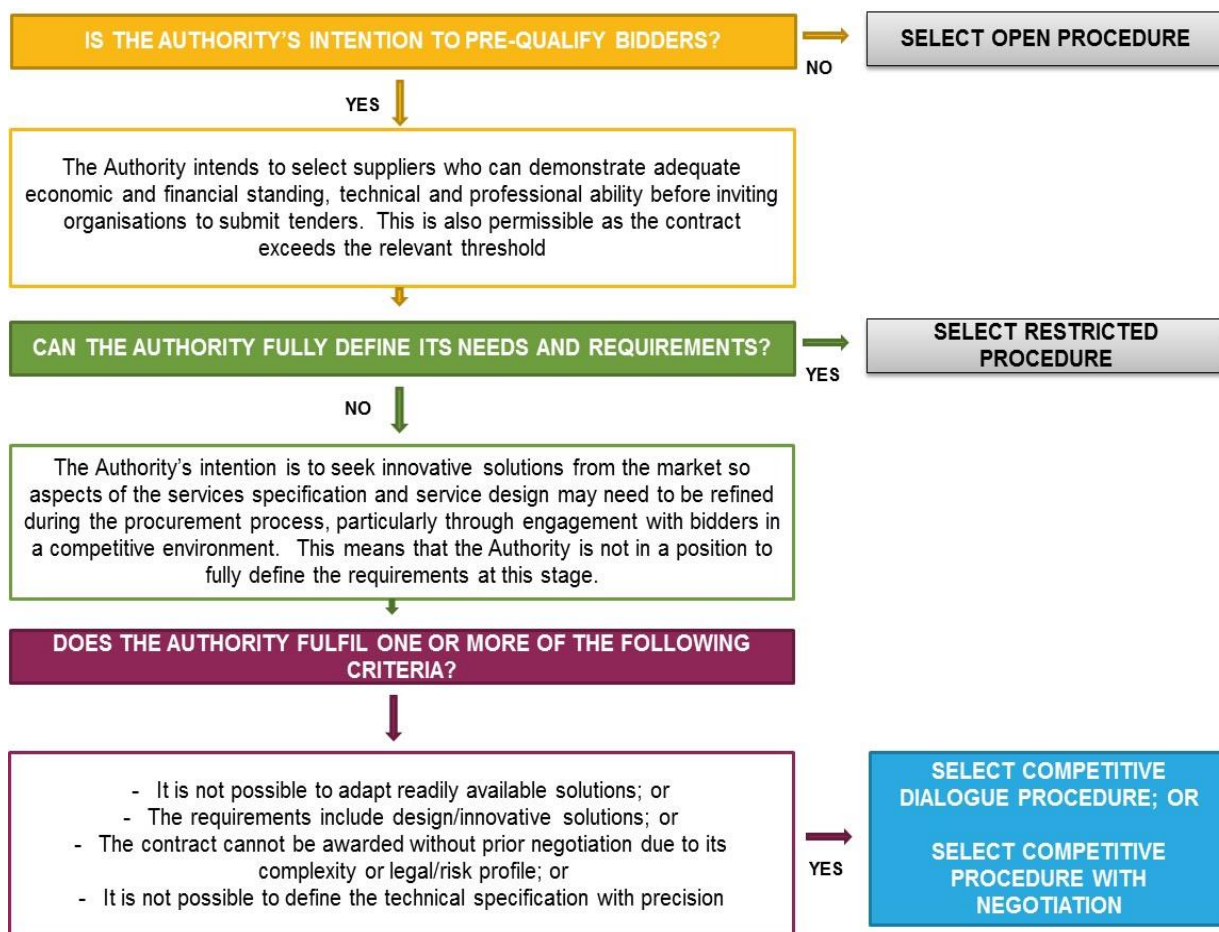 IS THE AUTHORITY'S INTENTION TO PRE-QUALIFY BIDDERS?
NO
SELECT OPEN PROCEDURE
YES
The Authority intends to select suppliers who can demonstrate adequate
economic and financial standing, technical and professional ability before inviting
organisations to submit tenders. This is also permissible as the contract
exceeds the relevant threshold
CAN THE AUTHORITY FULLY DEFINE ITS NEEDS AND REQUIREMENTS?
YES
SELECT RESTRICTED
PROCEDURE
NO
The Authority's intention is to seek innovative solutions from the market so
aspects of the services specification and service design may need to be refined
during the procurement process, particularly through engagement with bidders in
a competitive environment. This means that the Authority is not in a position to
fully define the requirements at this stage.
DOES THE AUTHORITY FULFIL ONE OR MORE OF THE FOLLOWING
CRITERIA?
- It is not possible to adapt readily available solutions; or
- The requirements include design/innovative solutions; or
- The contract cannot be awarded without prior negotiation due to its
complexity or legal/risk profile; or
- It is not possible to define the technical specification with precision
YES
SELECT COMPETITIVE
DIALOGUE PROCEDURE; OR
SELECT COMPETITIVE
PROCEDURE WITH
NEGOTIATION